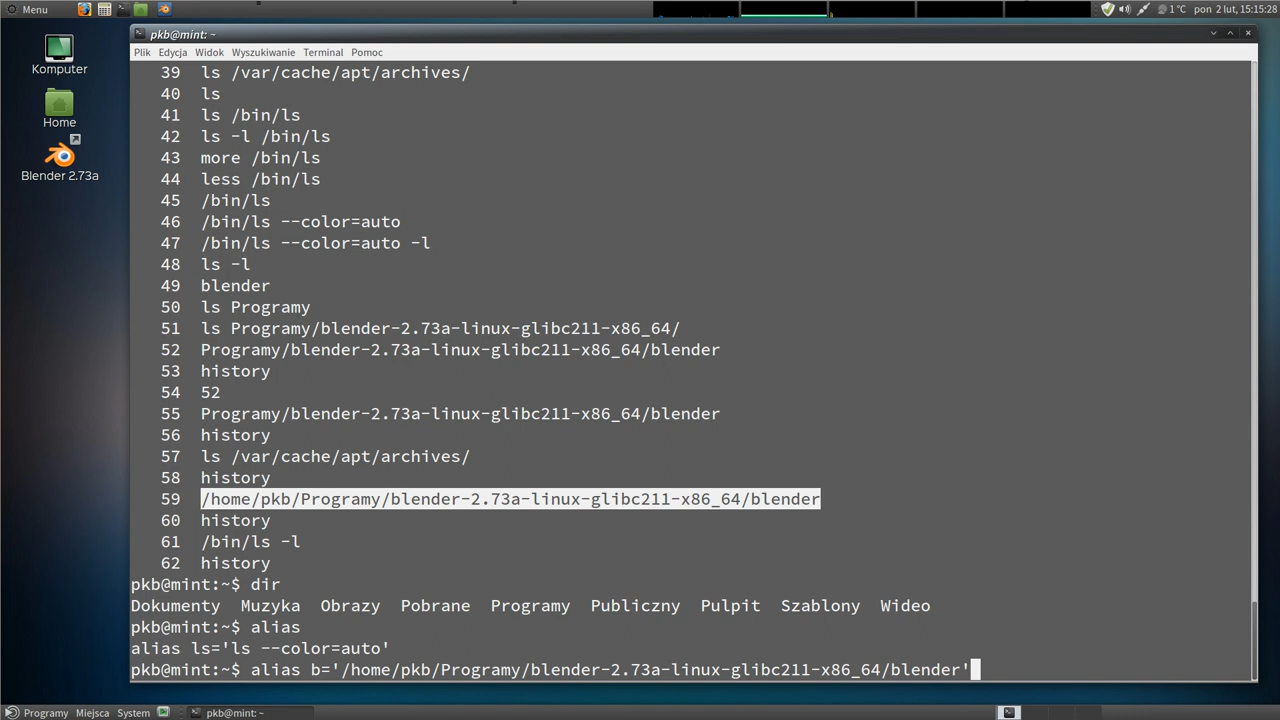 Menu
1 °C pon 2 lut, 15:15:28
pkb@mint: ~
Plik Edycja Widok Wyszukiwanie Terminal Pomoc
Komputer
Home
Blender 2.73a
39 ls /var/cache/apt/archives/
40 ls
41 ls /bin/ls
42 ls -l /bin/ls
43 more /bin/ls
44 less /bin/ls
45 /bin/ls
46 /bin/ls --color=auto
47 /bin/ls --color=auto -l
48 ls -l
49 blender
50 ls Programy
51 ls Programy/blender-2.73a-linux-glibc211-x86_64/
52 Programy/blender-2.73a-linux-glibc211-x86_64/blender
53 history
54 52
55 Programy/blender-2.73a-linux-glibc211-x86_64/blender
56 history
57 ls /var/cache/apt/archives/
58 history
59 /home/pkb/Programy/blender-2.73a-linux-glibc211-x86_64/blender
60 history
61 /bin/ls -l
62 history
pkb@mint:~$ dir
Dokumenty Muzyka Obrazy Pobrane Programy Publiczny Pulpit Szablony Wideo
pkb@mint:~$ alias
alias ls='ls --color=auto'
pkb@mint:~$ alias b='/home/pkb/Programy/blender-2.73a-linux-glibc211-x86_64/blender'
Programy Miejsca System pkb@mint: ~